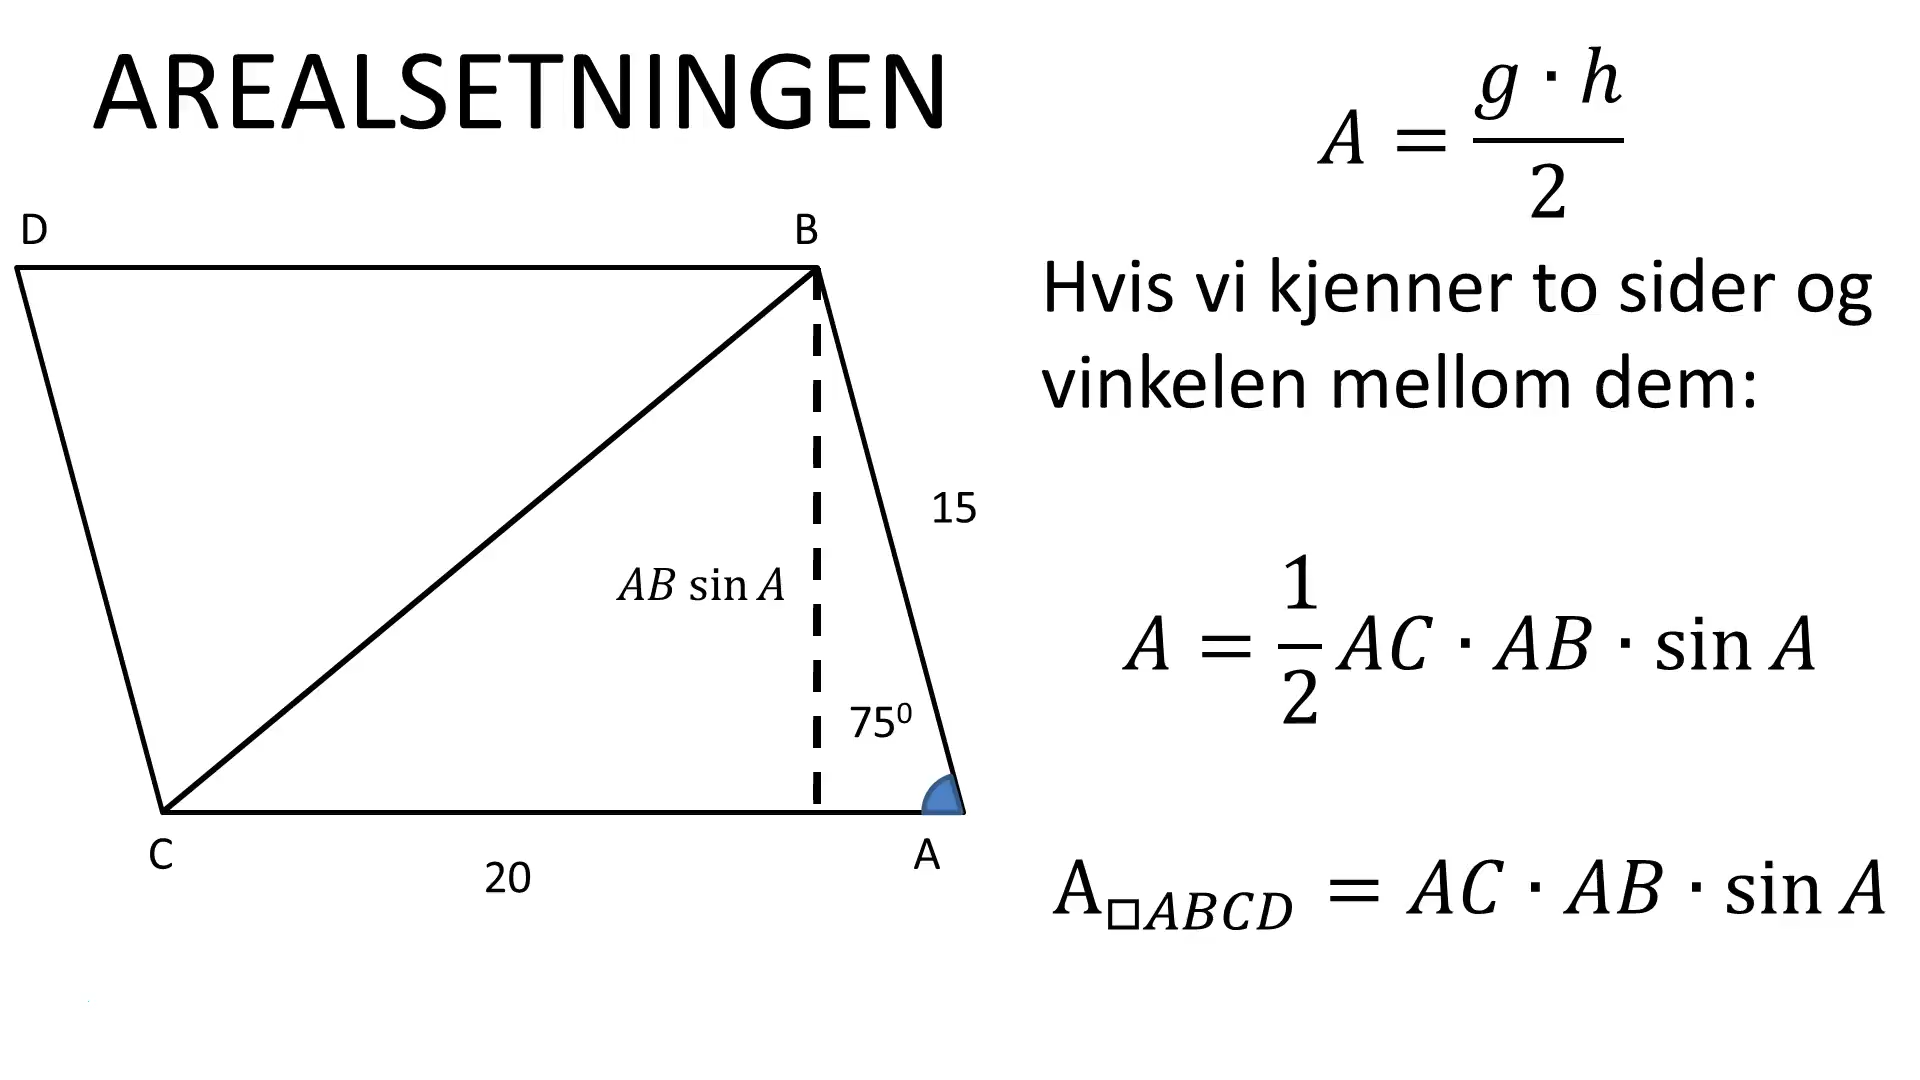 AREALSETNINGEN
A = g · h / 2
Hvis vi kjenner to sider og
vinkelen mellom dem:
D
B
15
AB sin A
75⁰
C
A
20
A = 1/2 AC · AB · sin A
A□ABCD = AC · AB · sin A